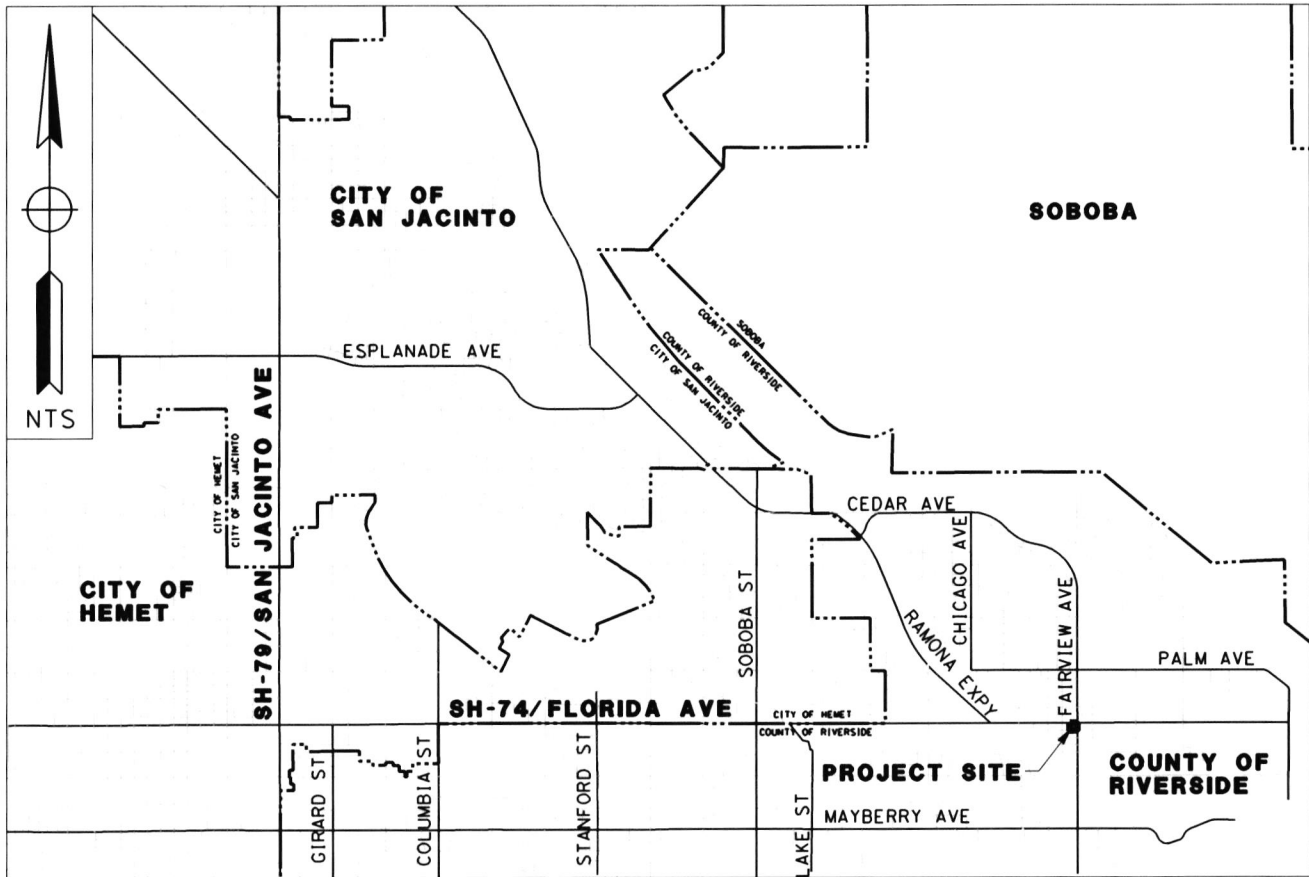 NTS
CITY OF
SAN JACINTO
SOBOBA
SOBOBA
COUNTY OF RIVERSIDE
COUNTY OF RIVERSIDE
CITY OF SAN JACINTO
ESPLANADE AVE
SH-79/SAN JACINTO AVE
CITY OF HEMET
CITY OF SAN JACINTO
CITY OF
HEMET
CEDAR AVE
CHICAGO AVE
FAIRVIEW AVE
SOBOBA ST
RAMONA EXPY
PALM AVE
SH-74/FLORIDA AVE
CITY OF HEMET
COUNTY OF RIVERSIDE
PROJECT SITE
COUNTY OF
RIVERSIDE
GIRARD ST
COLUMBIA ST
STANFORD ST
LAKE ST
MAYBERRY AVE